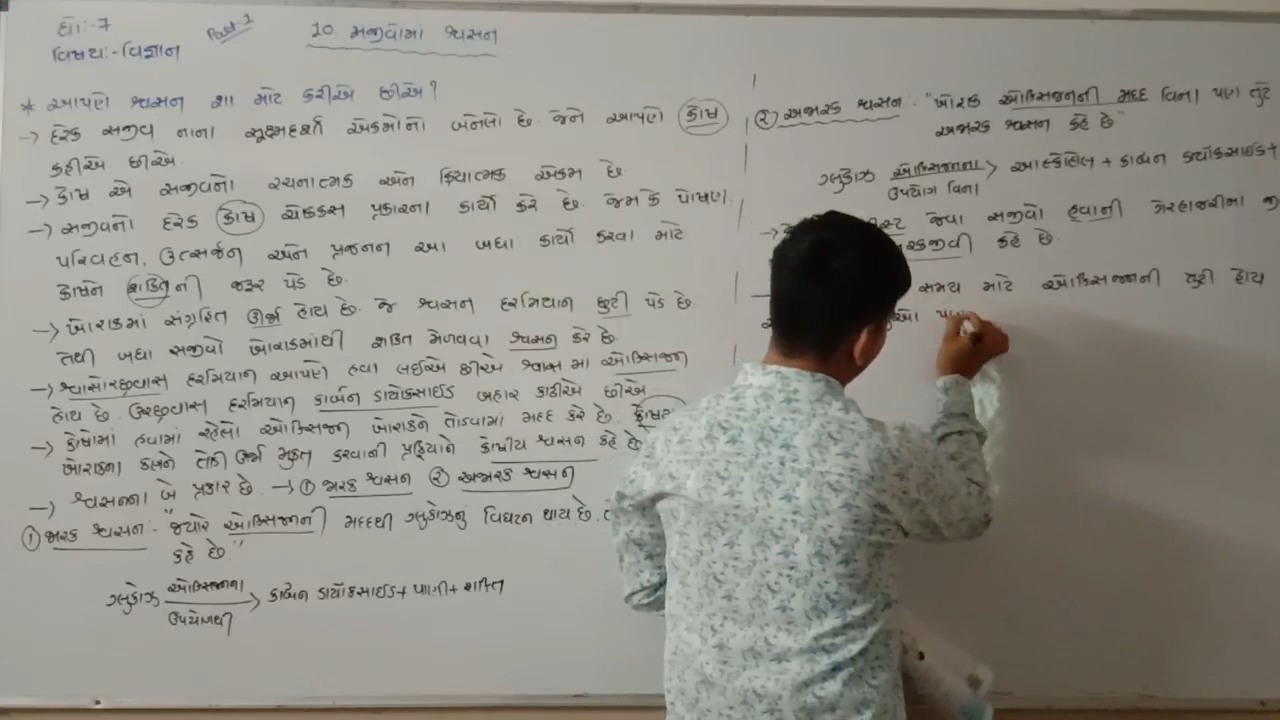 ધો:-7
વિષય:-વિજ્ઞાન
Part-1
10. સજીવોમાં શ્વસન
* આપણે શ્વસન શા માટે કરીએ છીએ?
→ દરેક સજીવ નાના સૂક્ષ્મદર્શી એકમોનો બનેલો છે. જેને આપણે કોષ
કહીએ છીએ.
→ કોષ એ સજીવનો રચનાત્મક અને ક્રિયાત્મક એકમ છે.
→ સજીવનો દરેક કોષ ચોક્કસ પ્રકારના કાર્યો કરે છે. જેમકે પોષણ,
પરિવહન, ઉત્સર્જન અને પ્રજનન આ બધા કાર્યો કરવા માટે
કોષને શક્તિની જરૂર પડે છે.
→ ખોરાકમાં સંગ્રહિત ઊર્જા હોય છે. જે શ્વસન દરમિયાન છુટી પડે છે.
તેથી બધા સજીવો ખોરાકમાંથી શક્તિ મેળવવા શ્વસન કરે છે.
→ શ્વાસોચ્છવાસ દરમિયાન આપણે હવા લઈએ છીએ. શ્વાસ માં ઓક્સિજન
હોય છે. ઉચ્છવાસ દરમિયાન કાર્બન ડાયોક્સાઈડ બહાર કાઢીએ છીએ
→ કોષોમાં હવામાં રહેલો ઓક્સિજન ખોરાકને તોડવામાં મદદ કરે છે.
ખોરાકના કણને તોડી ઊર્જા મુક્ત કરવાની પ્રક્રિયાને કોષીય શ્વસન કહે છે
→ શ્વસનના બે પ્રકાર છે. → ① જારક શ્વસન ② અજારક શ્વસન
① જારક શ્વસન:- "જ્યારે ઓક્સિજનની મદદથી ગ્લુકોઝનું વિઘટન થાય છે.
કહે છે"
ગ્લુકોઝ ઓક્સિજનના
ઉપયોગથી > કાર્બન ડાયોક્સાઈડ + પાણી + શક્તિ
② અજારક શ્વસન:- "ખોરાક ઓક્સિજનની મદદ વિના પણ તુટે
અજારક શ્વસન કહે છે"
ગ્લુકોઝ ઓક્સિજનના
ઉપયોગ વિના > આલ્કોહોલ + કાર્બન ડાયોક્સાઈડ +
→ જેવા સજીવો હવાની ગેરહાજરીમાં
કહે છે.
સમય માટે ઓક્સિજનની તુટી હોય